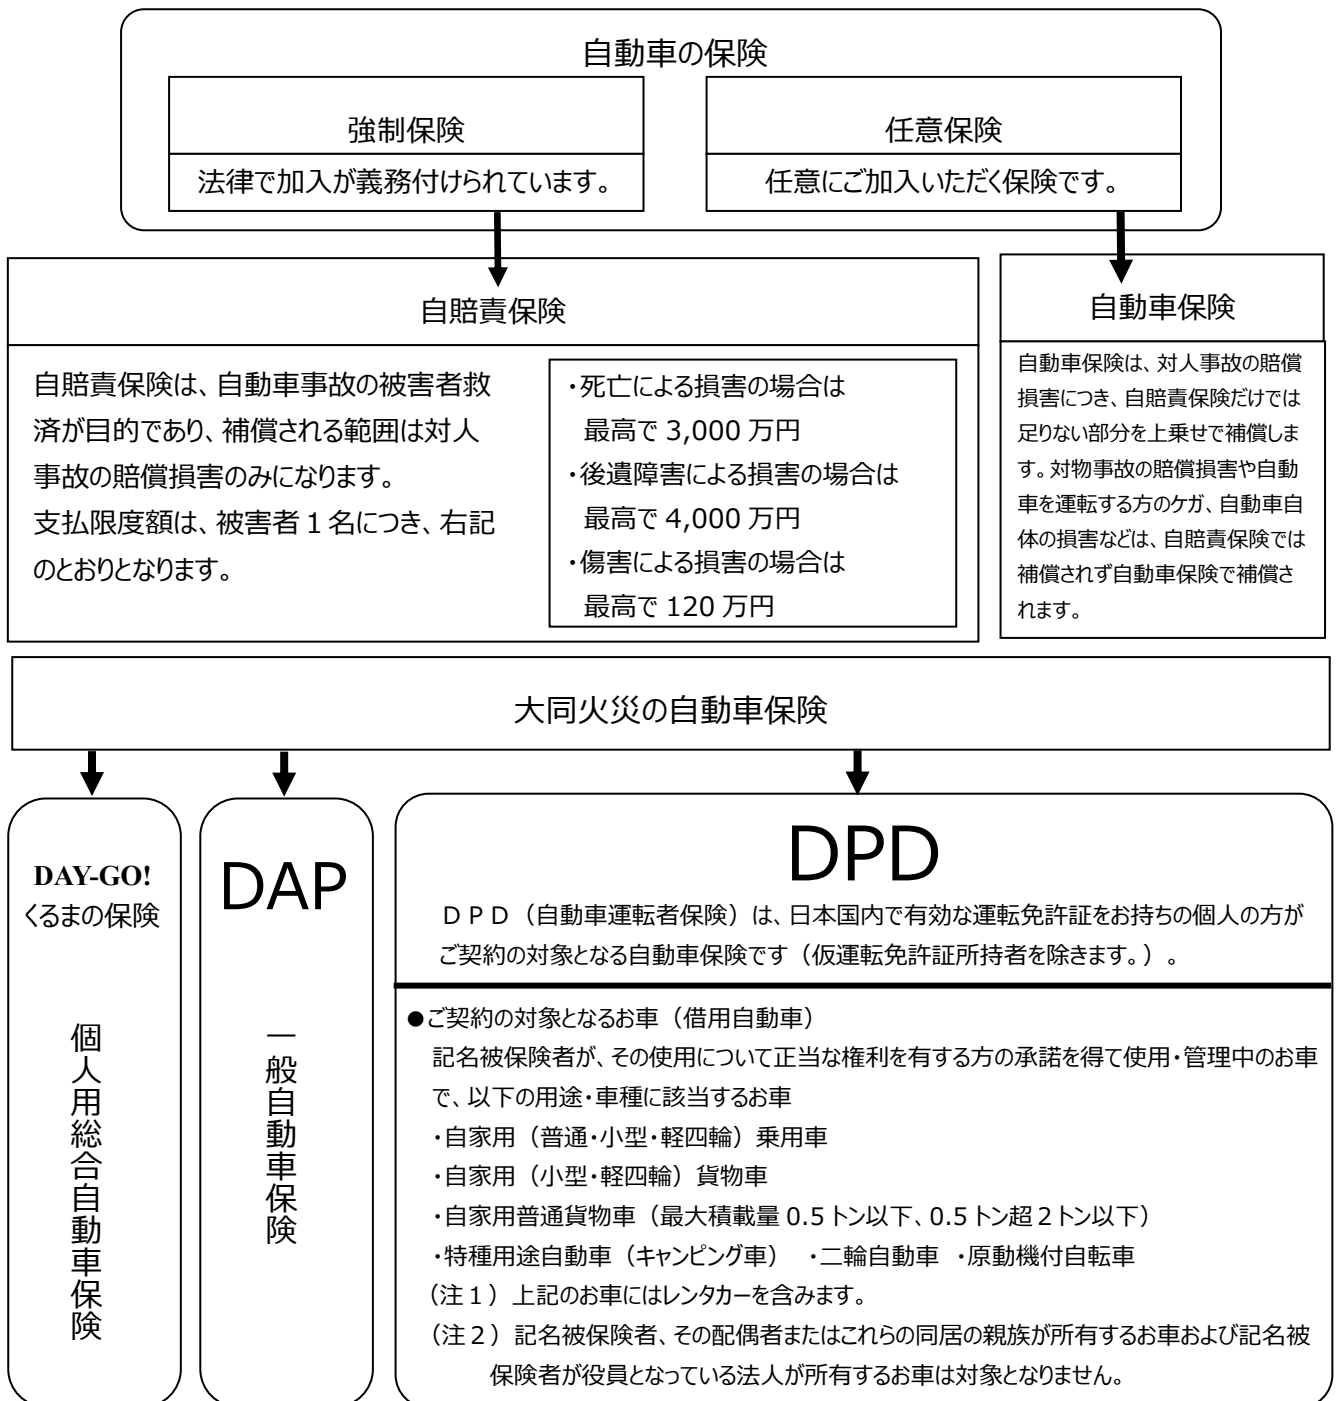 自動車の保険
強制保険
法律で加入が義務付けられています。
任意保険
任意にご加入いただく保険です。
自賠責保険
自賠責保険は、自動車事故の被害者救
済が目的であり、補償される範囲は対人
事故の賠償損害のみになります。
支払限度額は、被害者1名につき、右記
のとおりとなります。
・死亡による損害の場合は
最高で 3,000 万円
・後遺障害による損害の場合は
最高で 4,000 万円
・傷害による損害の場合は
最高で 120 万円
自動車保険
自動車保険は、対人事故の賠償
損害につき、自賠責保険だけでは
足りない部分を上乗せで補償しま
す。対物事故の賠償損害や自動
車を運転する方のケガ、自動車自
体の損害などは、自賠責保険では
補償されず自動車保険で補償さ
れます。
大同火災の自動車保険
DAY-GO!
くるまの保険
個人用総合自動車保険
DAP
一般自動車保険
DPD
DPD(自動車運転者保険)は、日本国内で有効な運転免許証をお持ちの個人の方が
ご契約の対象となる自動車保険です(仮運転免許証所持者を除きます。)。
●ご契約の対象となるお車(借用自動車)
記名被保険者が、その使用について正当な権利を有する方の承諾を得て使用・管理中のお車
で、以下の用途・車種に該当するお車
・自家用(普通・小型・軽四輪)乗用車
・自家用(小型・軽四輪)貨物車
・自家用普通貨物車(最大積載量 0.5 トン以下、0.5 トン超2トン以下)
・特種用途自動車(キャンピング車) ・二輪自動車 ・原動機付自転車
(注1)上記のお車にはレンタカーを含みます。
(注2)記名被保険者、その配偶者またはこれらの同居の親族が所有するお車および記名被
保険者が役員となっている法人が所有するお車は対象となりません。